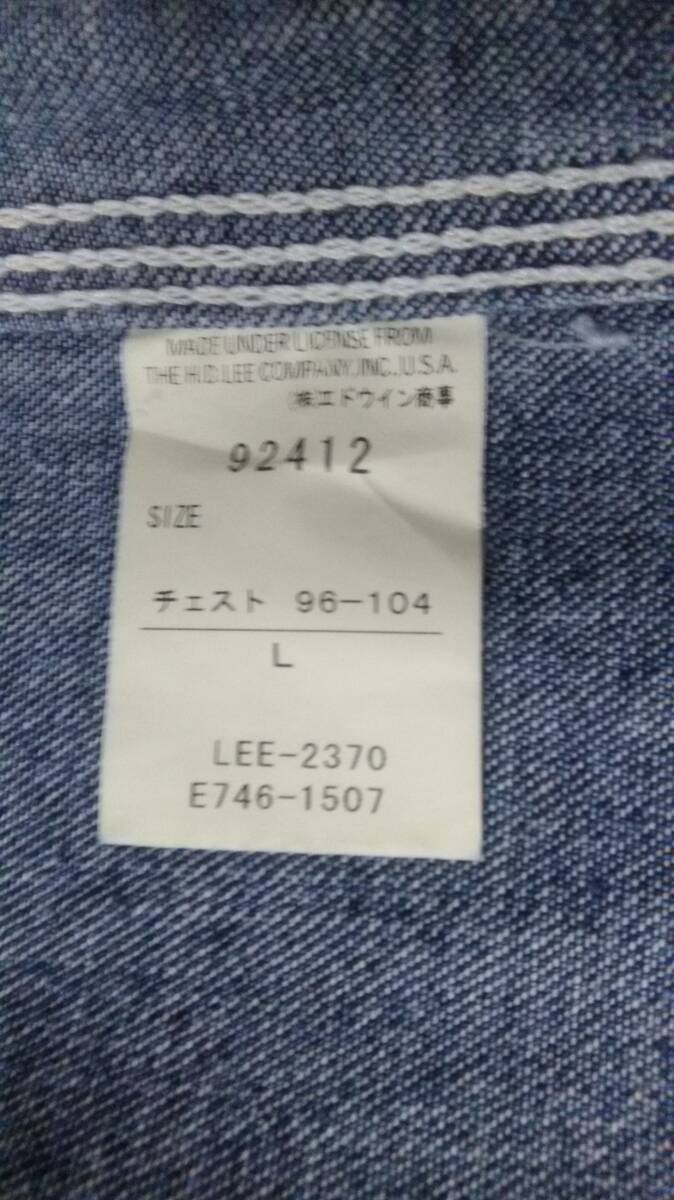 MADE UNDER LICENSE FROM
THE H.D.LEE COMPANY,INC.,U.S.A.
(株)エドウイン商事
92412
SIZE
チェスト 96-104
L
LEE-2370
E746-1507